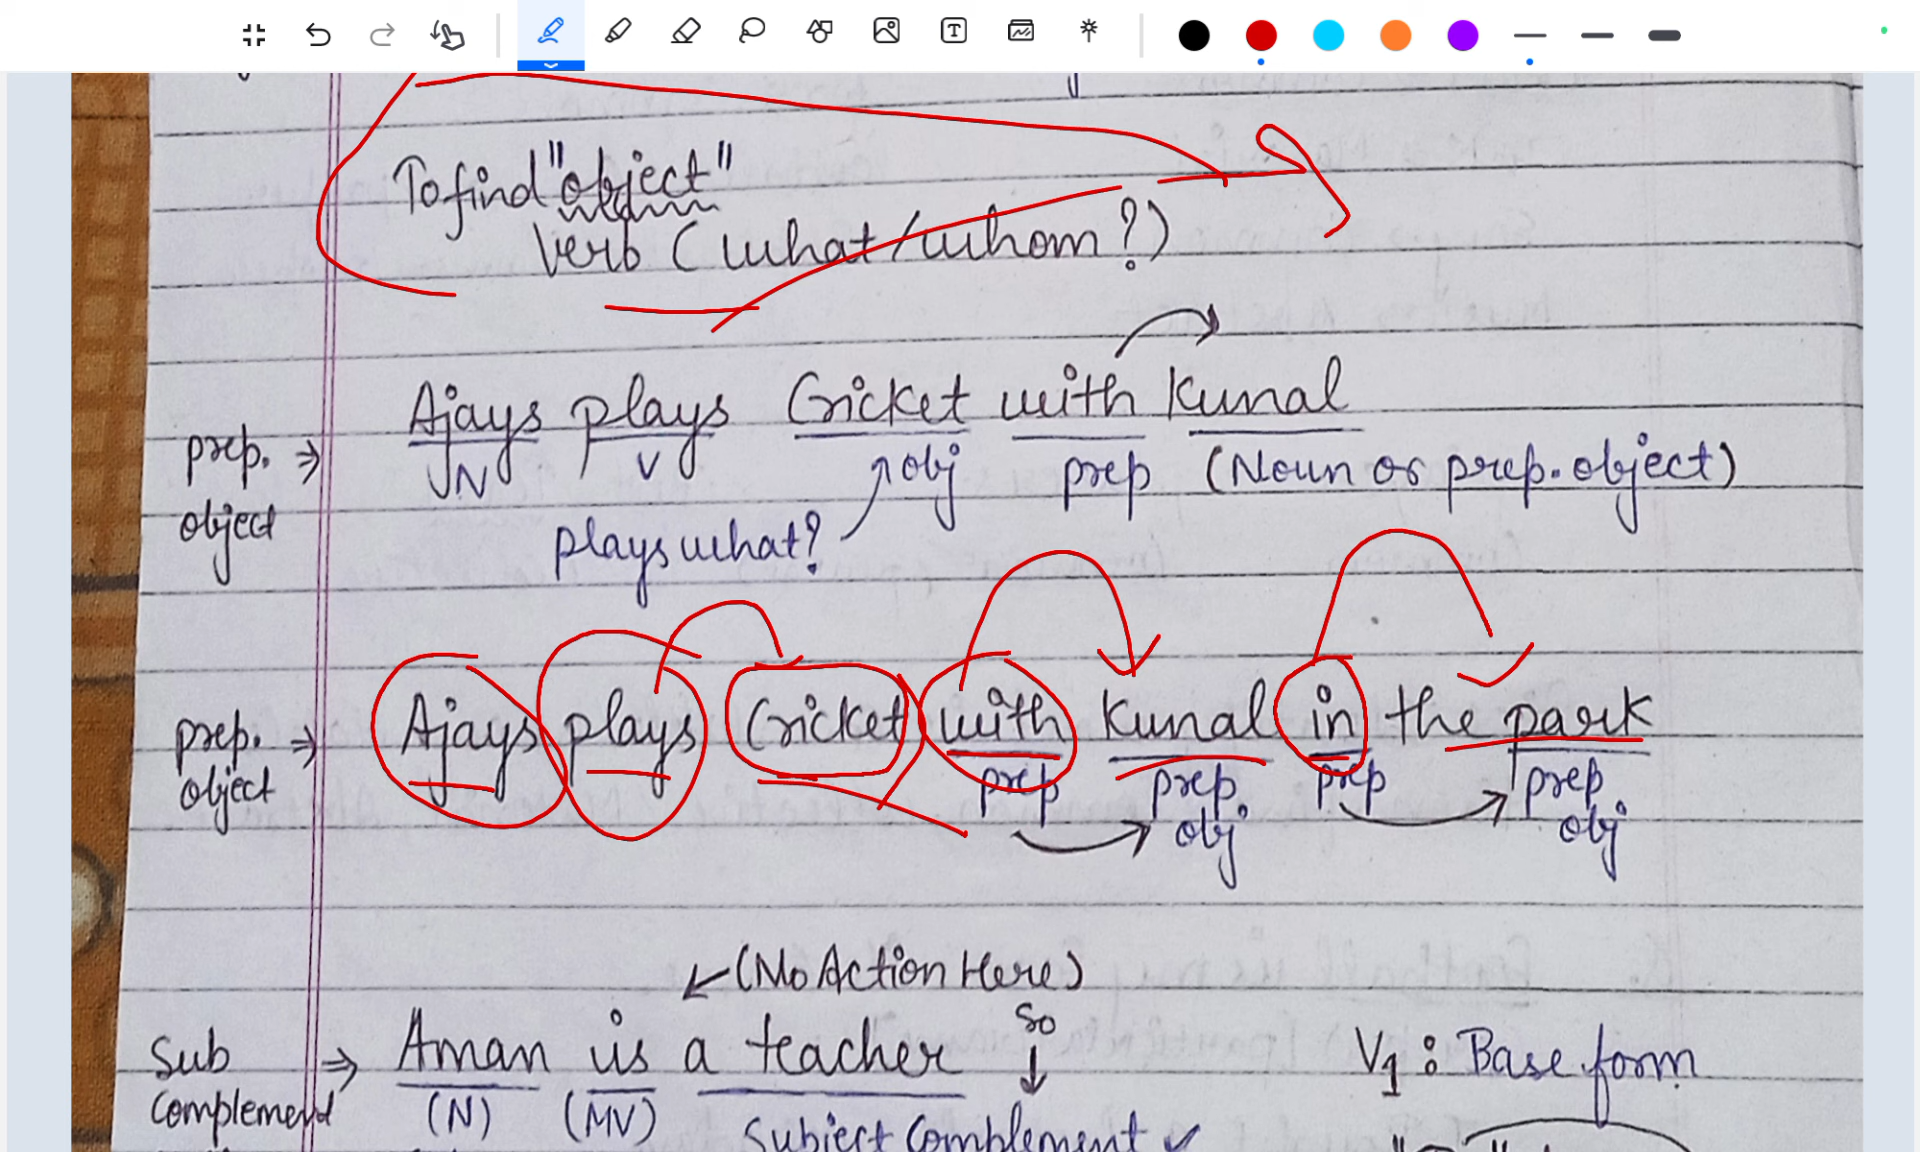 To find "object"
Verb (what/whom?)
Ajays plays Cricket with Kunal
prep. ⇒ N V obj prep (Noun or prep. object)
object
plays what?
Ajays plays Cricket with Kunal in the park
prep. ⇒
object prep prep. obj prep prep obj
(No Action Here)
So
Sub ⇒ Aman is a teacher V1 : Base form
Complement (N) (MV) Subject Complement ✓